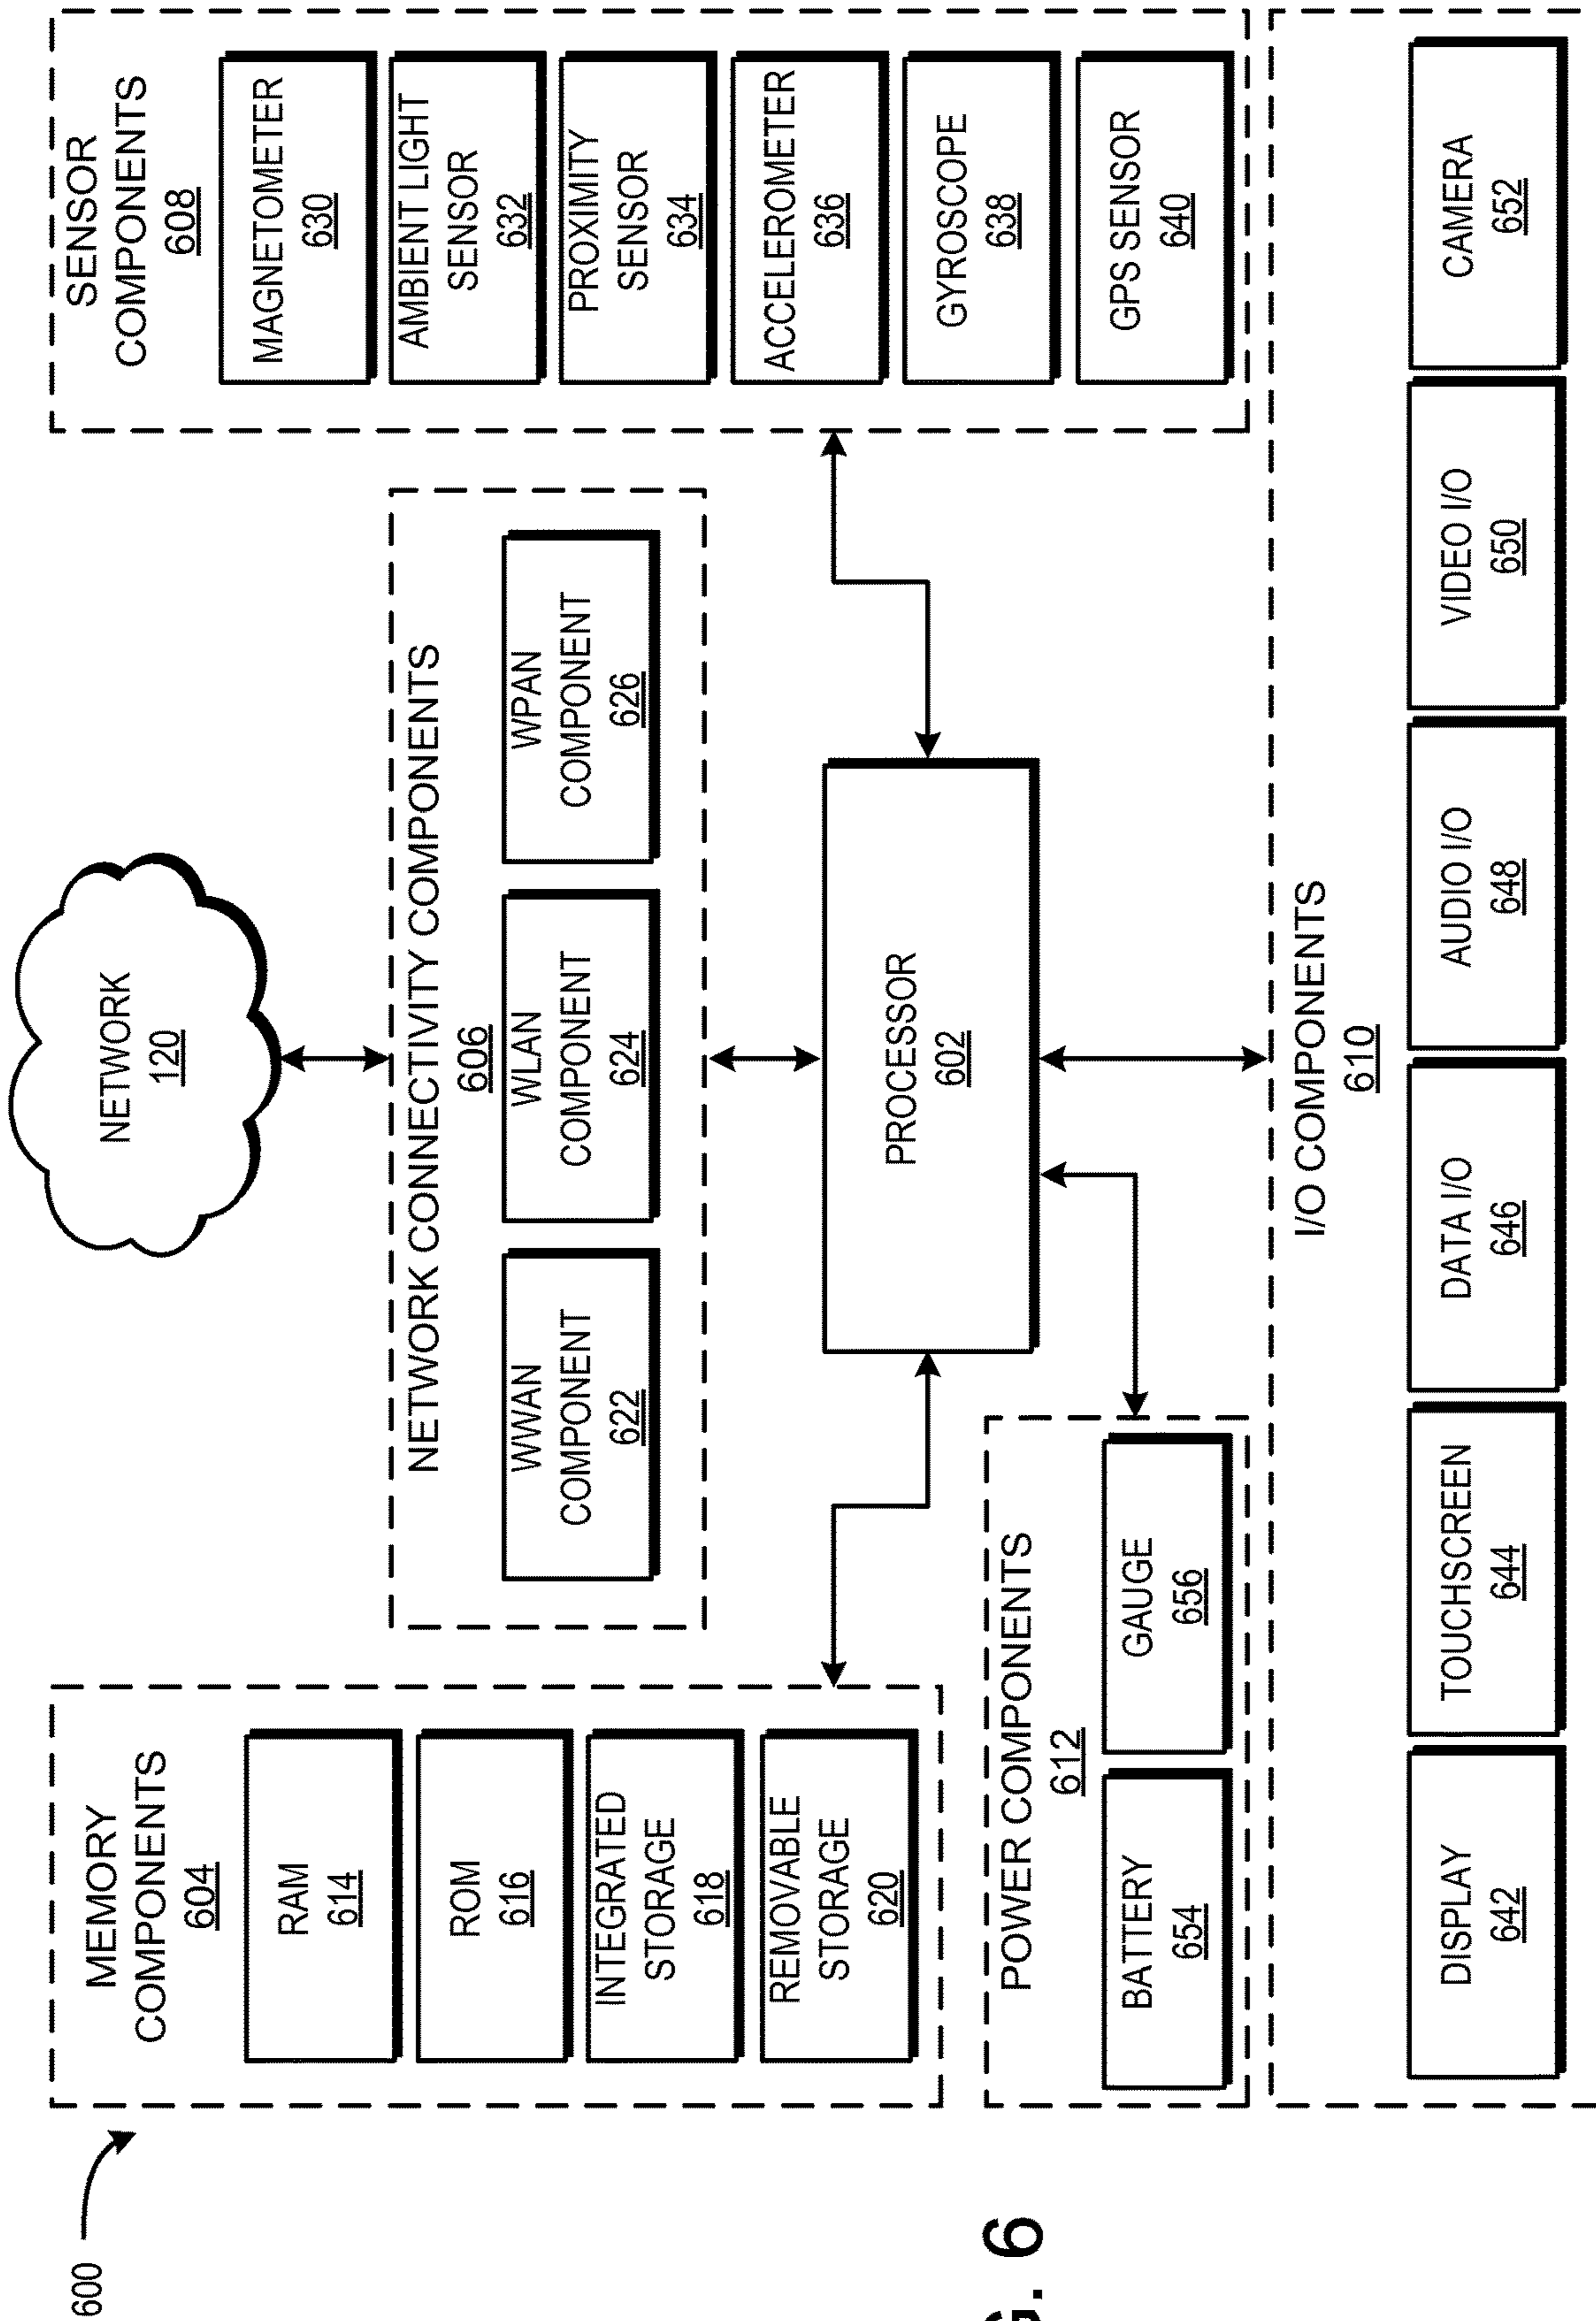 600
NETWORK
120
MEMORY
COMPONENTS
604
RAM
614
ROM
616
INTEGRATED
STORAGE
618
REMOVABLE
STORAGE
620
NETWORK CONNECTIVITY COMPONENTS
606
WWAN
COMPONENT
622
WLAN
COMPONENT
624
WPAN
COMPONENT
626
SENSOR
COMPONENTS
608
MAGNETOMETER
630
AMBIENT LIGHT
SENSOR
632
PROXIMITY
SENSOR
634
ACCELEROMETER
636
GYROSCOPE
638
GPS SENSOR
640
PROCESSOR
602
POWER COMPONENTS
612
BATTERY
654
GAUGE
656
I/O COMPONENTS
610
DISPLAY
642
TOUCHSCREEN
644
DATA I/O
646
AUDIO I/O
648
VIDEO I/O
650
CAMERA
652
6